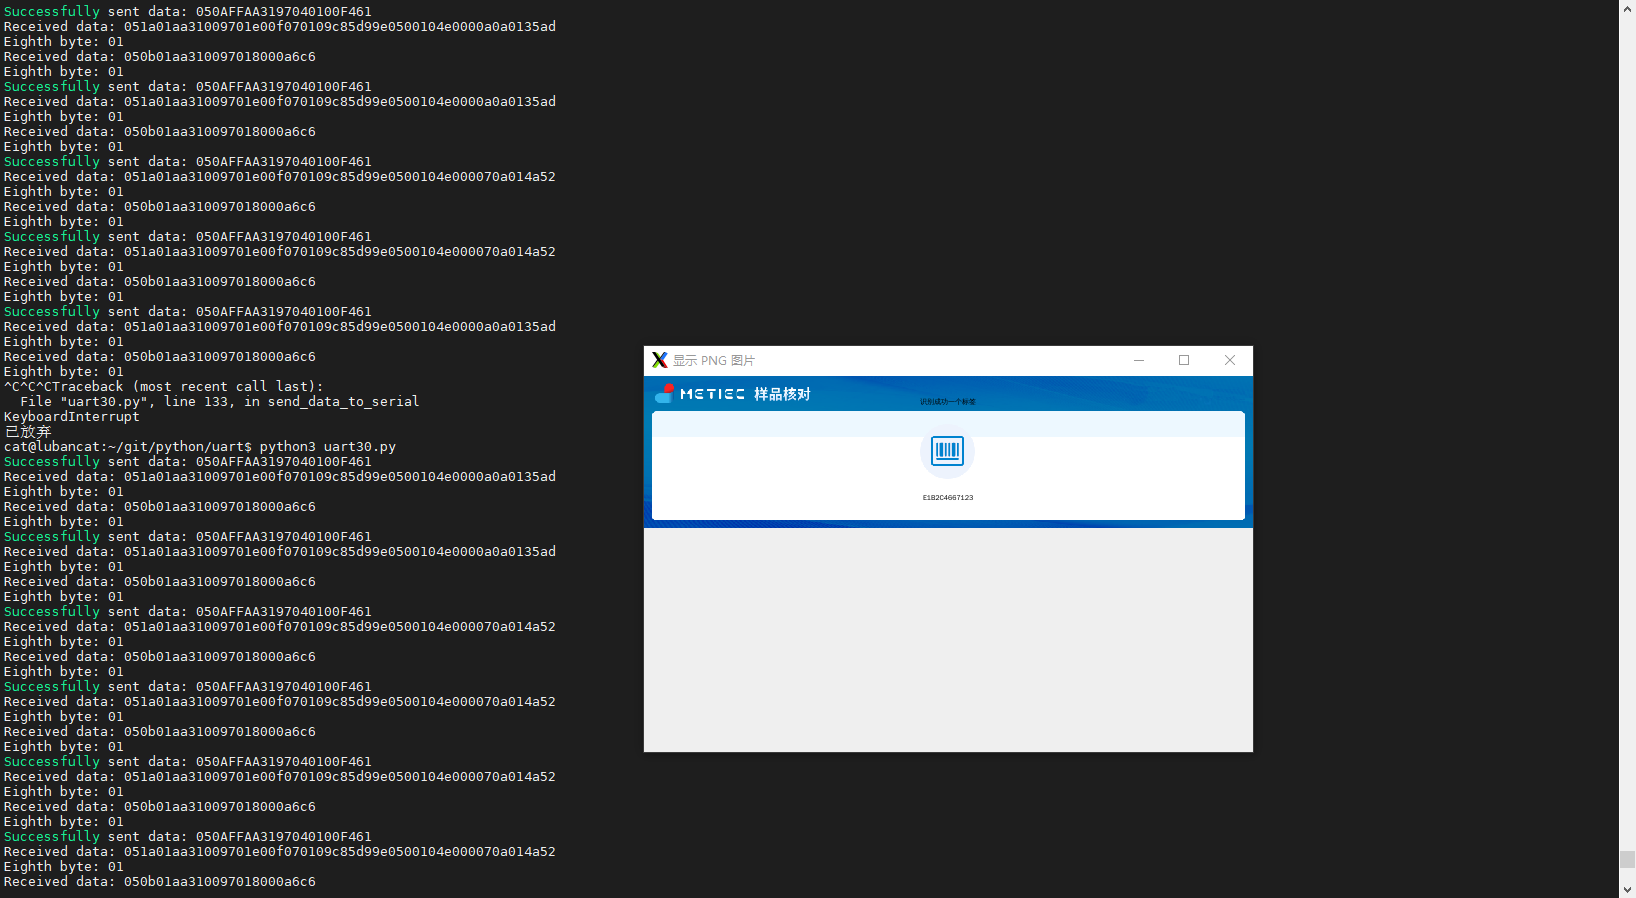 Successfully sent data: 050AFFAA3197040100F461
Received data: 051a01aa31009701e00f070109c85d99e0500104e0000a0a0135ad
Eighth byte: 01
Received data: 050b01aa310097018000a6c6
Eighth byte: 01
Successfully sent data: 050AFFAA3197040100F461
Received data: 051a01aa31009701e00f070109c85d99e0500104e0000a0a0135ad
Eighth byte: 01
Received data: 050b01aa310097018000a6c6
Eighth byte: 01
Successfully sent data: 050AFFAA3197040100F461
Received data: 051a01aa31009701e00f070109c85d99e0500104e000070a014a52
Eighth byte: 01
Received data: 050b01aa310097018000a6c6
Eighth byte: 01
Successfully sent data: 050AFFAA3197040100F461
Received data: 051a01aa31009701e00f070109c85d99e0500104e000070a014a52
Eighth byte: 01
Received data: 050b01aa310097018000a6c6
Eighth byte: 01
Successfully sent data: 050AFFAA3197040100F461
Received data: 051a01aa31009701e00f070109c85d99e0500104e0000a0a0135ad
Eighth byte: 01
Received data: 050b01aa310097018000a6c6
Eighth byte: 01
^C^C^CTraceback (most recent call last):
  File "uart30.py", line 133, in send_data_to_serial
KeyboardInterrupt
已放弃
cat@lubancat:~/git/python/uart$ python3 uart30.py
Successfully sent data: 050AFFAA3197040100F461
Received data: 051a01aa31009701e00f070109c85d99e0500104e0000a0a0135ad
Eighth byte: 01
Received data: 050b01aa310097018000a6c6
Eighth byte: 01
Successfully sent data: 050AFFAA3197040100F461
Received data: 051a01aa31009701e00f070109c85d99e0500104e0000a0a0135ad
Eighth byte: 01
Received data: 050b01aa310097018000a6c6
Eighth byte: 01
Successfully sent data: 050AFFAA3197040100F461
Received data: 051a01aa31009701e00f070109c85d99e0500104e000070a014a52
Eighth byte: 01
Received data: 050b01aa310097018000a6c6
Eighth byte: 01
Successfully sent data: 050AFFAA3197040100F461
Received data: 051a01aa31009701e00f070109c85d99e0500104e000070a014a52
Eighth byte: 01
Received data: 050b01aa310097018000a6c6
Eighth byte: 01
Successfully sent data: 050AFFAA3197040100F461
Received data: 051a01aa31009701e00f070109c85d99e0500104e000070a014a52
Eighth byte: 01
Received data: 050b01aa310097018000a6c6
Eighth byte: 01
Successfully sent data: 050AFFAA3197040100F461
Received data: 051a01aa31009701e00f070109c85d99e0500104e000070a014a52
Eighth byte: 01
Received data: 050b01aa310097018000a6c6
显示 PNG 图片
METIEC 样品核对
识别成功一个标签
E1B2C4667123